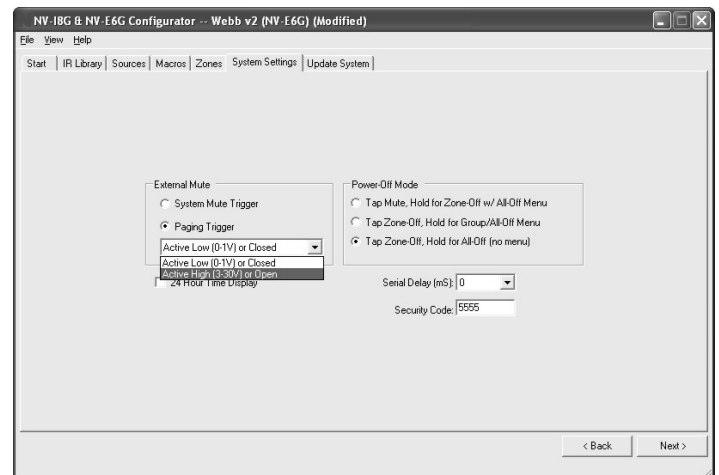 NV-I8G & NV-E6G Configurator -- Webb v2 (NV-E6G) (Modified)
File View Help
Start IR Library Sources Macros Zones System Settings Update System
External Mute
System Mute Trigger
Paging Trigger
Active Low (0-1V) or Closed
Active Low (0-1V) or Closed
Active High (3-30V) or Open
24 Hour Time Display
Power-Off Mode
Tap Mute, Hold for Zone-Off w/ All-Off Menu
Tap Zone-Off, Hold for Group/All-Off Menu
Tap Zone-Off, Hold for All-Off (no menu)
Serial Delay (mS): 0
Security Code: 5555
< Back Next >